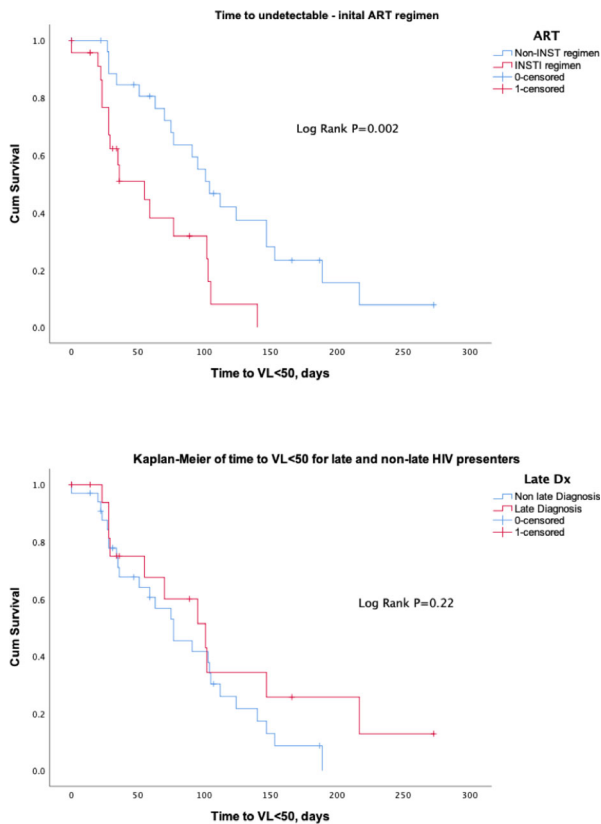 Time to undetectable - inital ART regimen
ART
Non-INST regimen
INSTI regimen
0-censored
1-censored
Log Rank P=0.002
Cum Survival
1.0
0.8
0.6
0.4
0.2
0.0
0 50 100 150 200 250 300
Time to VL<50, days
Kaplan-Meier of time to VL<50 for late and non-late HIV presenters
Late Dx
Non late Diagnosis
Late Diagnosis
0-censored
1-censored
Log Rank P=0.22
Cum Survival
1.0
0.8
0.6
0.4
0.2
0.0
0 50 100 150 200 250 300
Time to VL<50, days